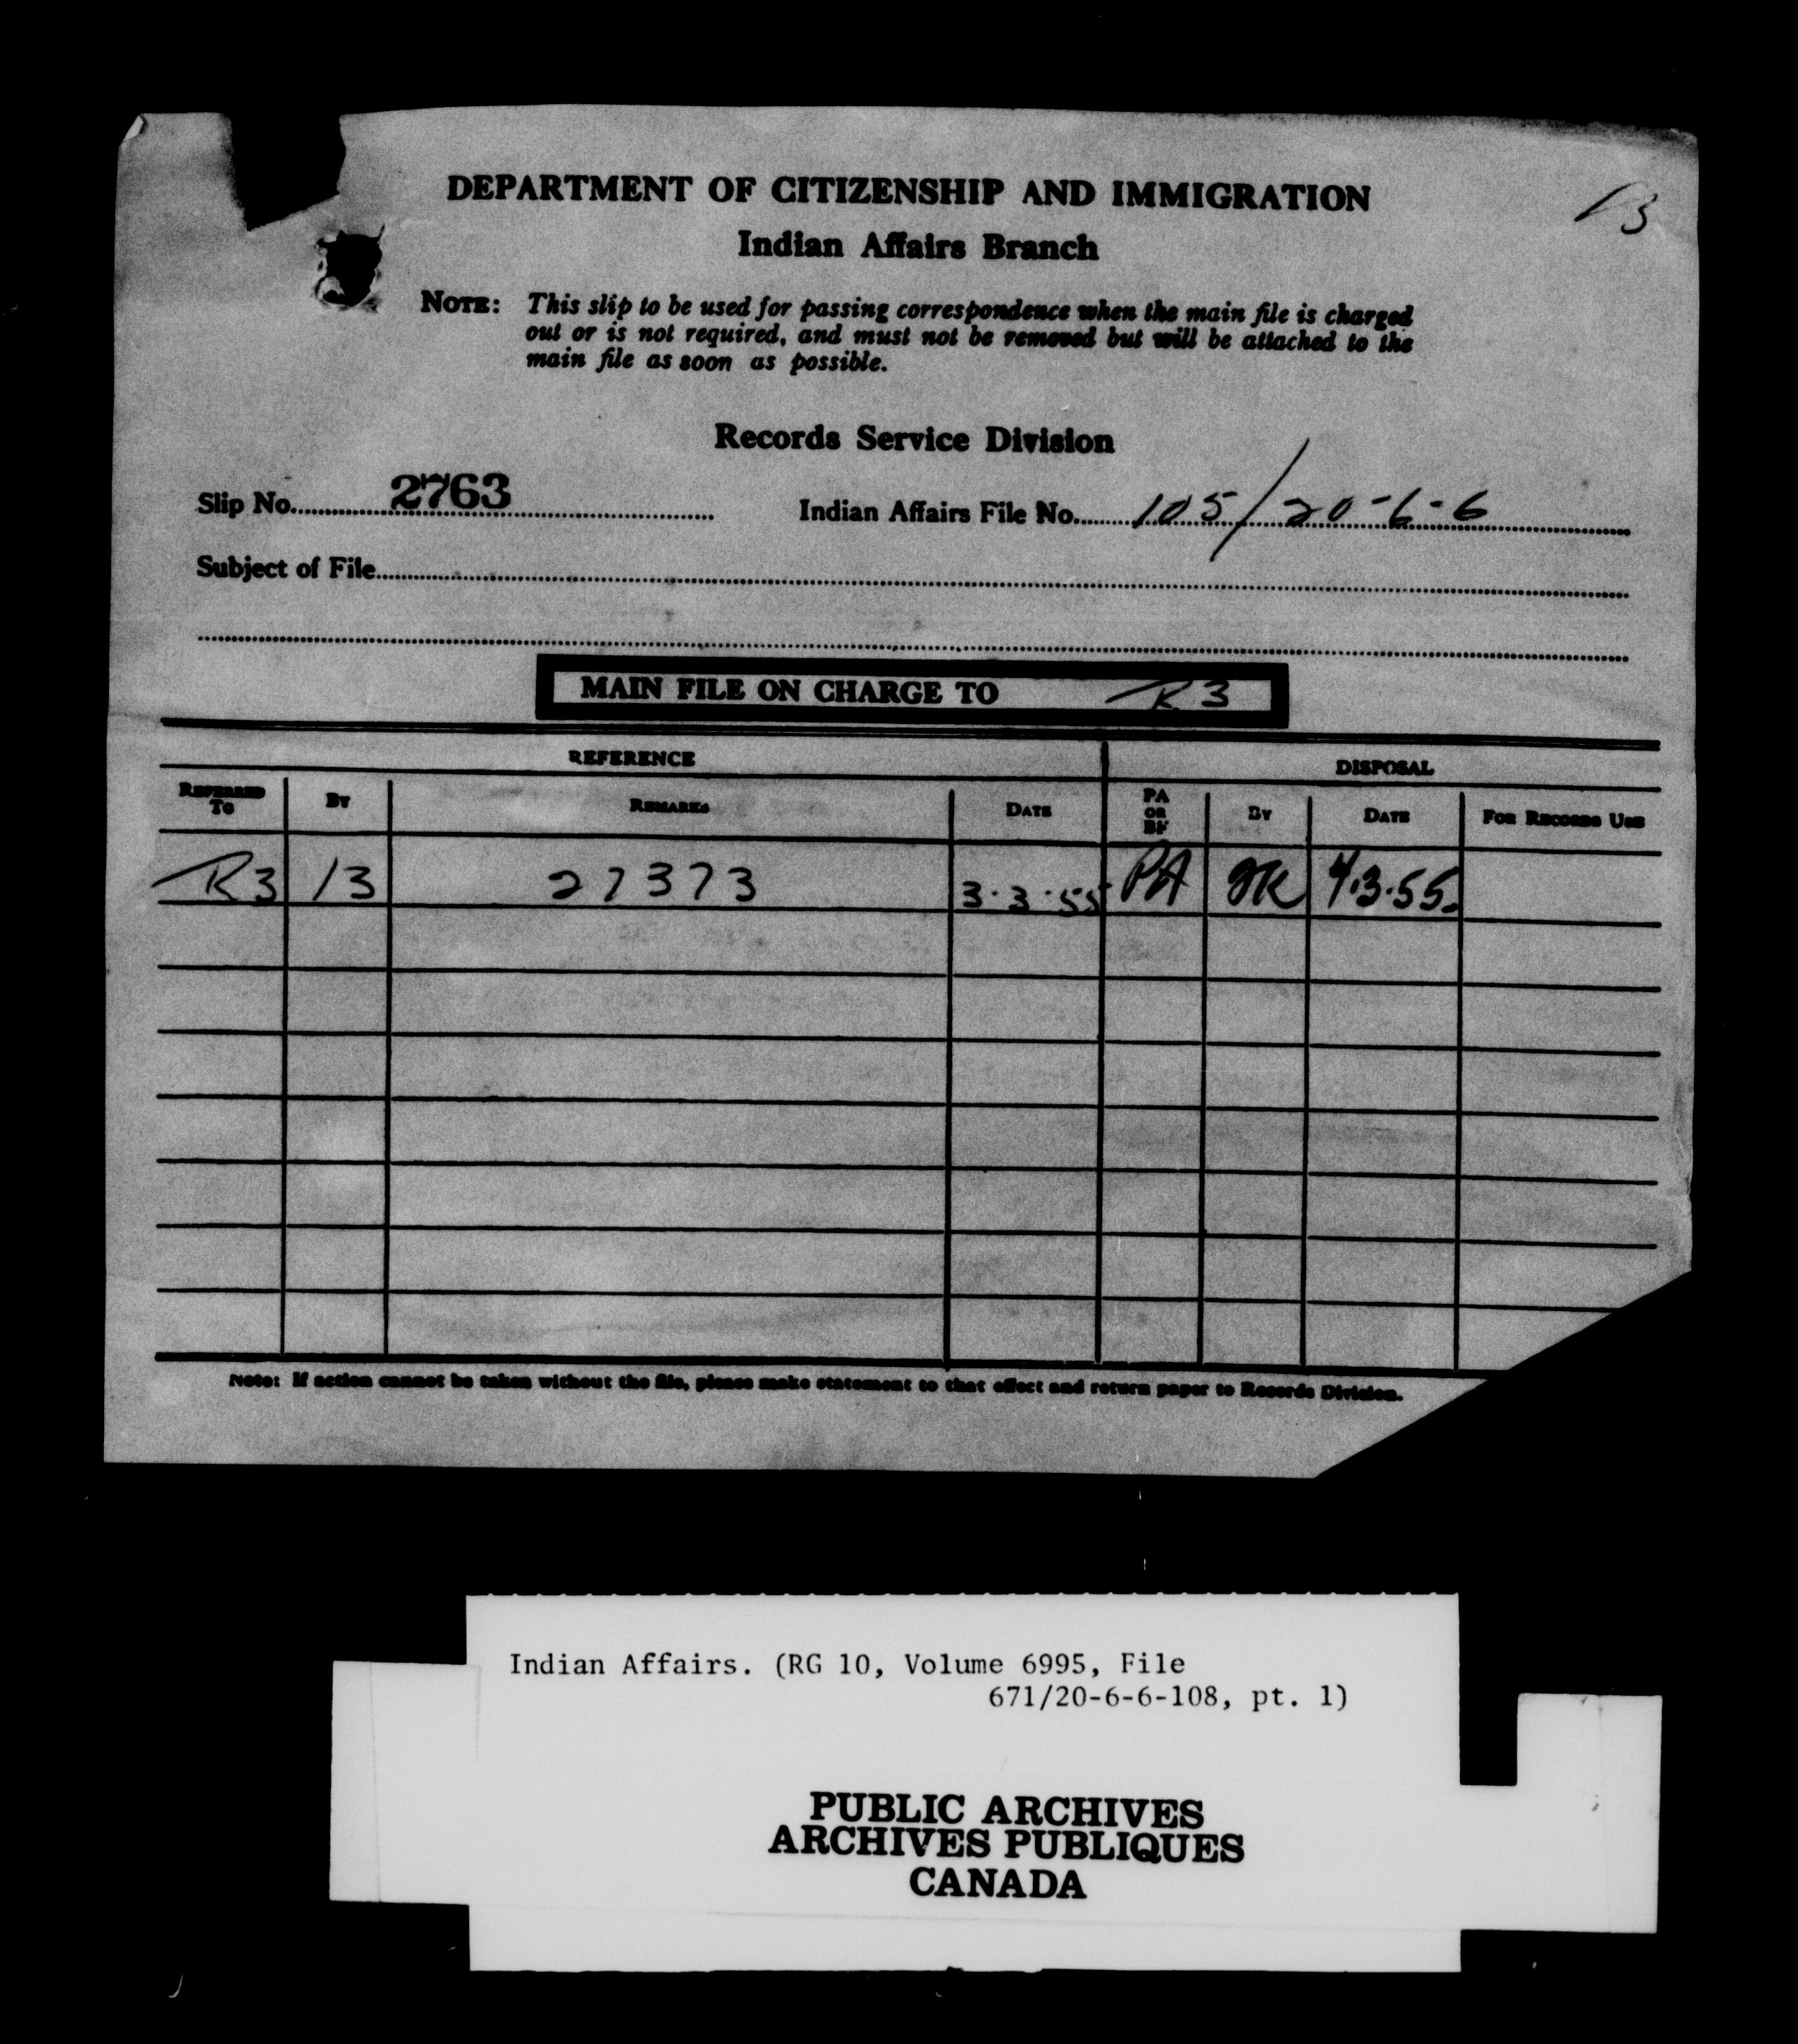 DEPARTMENT OF CITIZENSHIP AND IMMIGRATION
13
Indian Affairs Branch
NOTE: This slip to be used for passing correspondence when the main file is charged
out or is not required, and must not be removed but will be attached to the
main file as soon as possible.
Records Service Division
Slip No. 2763 Indian Affairs File No. 105/20-6-6
Subject of File
MAIN FILE ON CHARGE TO R3
REFERENCE DISPOSAL
REFERRED TO BY REMARKS DATE PA OR BF BY DATE FOR RECORDS USE
R3 13 27373 3.3.55 PA 4.3.55.
Note: If action cannot be taken without the file, please make statement to that effect and return paper to Records Division.
Indian Affairs. (RG 10, Volume 6995, File
671/20-6-6-108, pt. 1)
PUBLIC ARCHIVES
ARCHIVES PUBLIQUES
CANADA